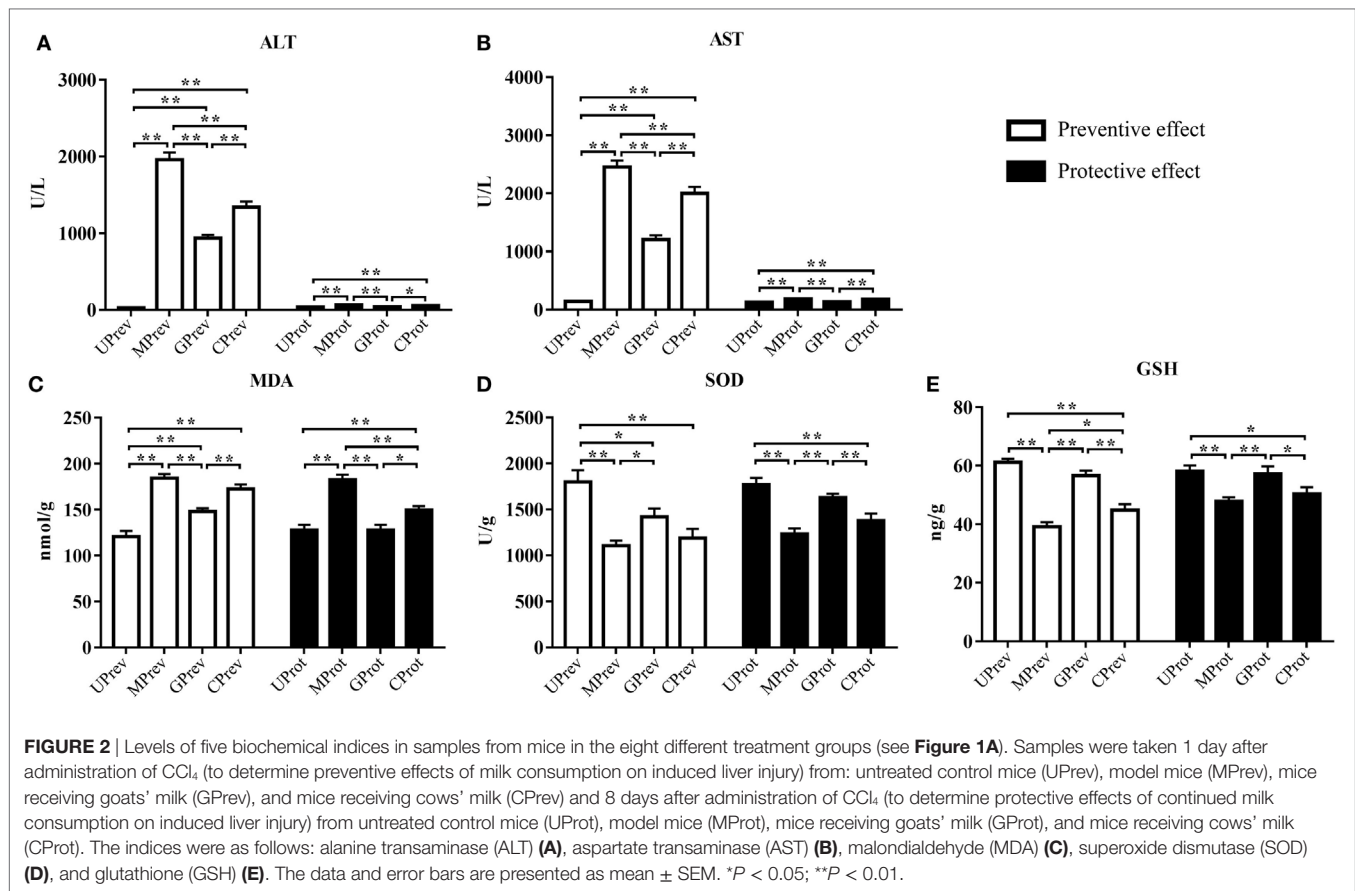 A
ALT
3000
2000
1000
0
U/L
** ** ** ** ** **
** ** ** *
UPrev MPrev GPrev CPrev UProt MProt GProt CProt
B
AST
4000
3000
2000
1000
0
U/L
** ** ** ** ** **
** ** ** **
UPrev MPrev GPrev CPrev UProt MProt GProt CProt
Preventive effect
Protective effect
C
MDA
250
200
150
100
50
0
nmol/g
** ** ** ** **
** ** ** ** *
UPrev MPrev GPrev CPrev UProt MProt GProt CProt
D
SOD
2500
2000
1500
1000
500
0
U/g
** * ** *
** ** ** **
UPrev MPrev GPrev CPrev UProt MProt GProt CProt
E
GSH
80
60
40
20
0
ng/g
** * ** ** **
* ** ** *
UPrev MPrev GPrev CPrev UProt MProt GProt CProt
FIGURE 2 | Levels of five biochemical indices in samples from mice in the eight different treatment groups (see Figure 1A). Samples were taken 1 day after
administration of CCl₄ (to determine preventive effects of milk consumption on induced liver injury) from: untreated control mice (UPrev), model mice (MPrev), mice
receiving goats’ milk (GPrev), and mice receiving cows’ milk (CPrev) and 8 days after administration of CCl₄ (to determine protective effects of continued milk
consumption on induced liver injury) from untreated control mice (UProt), model mice (MProt), mice receiving goats’ milk (GProt), and mice receiving cows’ milk
(CProt). The indices were as follows: alanine transaminase (ALT) (A), aspartate transaminase (AST) (B), malondialdehyde (MDA) (C), superoxide dismutase (SOD)
(D), and glutathione (GSH) (E). The data and error bars are presented as mean ± SEM. *P < 0.05; **P < 0.01.